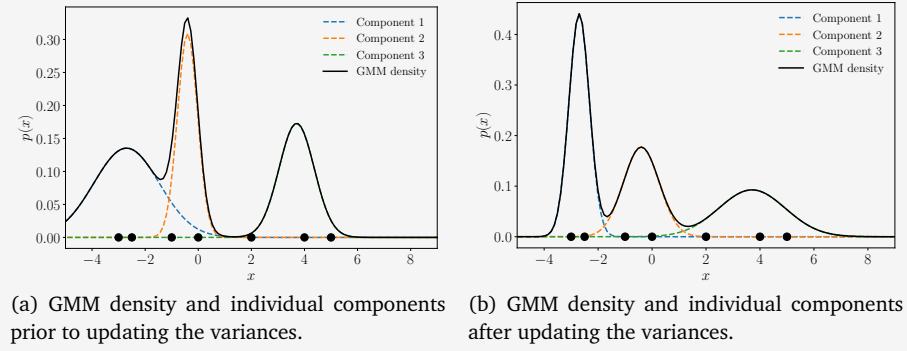 0.30
0.25
0.20
0.15
0.10
0.05
0.00
p(x)
−4
−2
0
2
4
6
8
x
Component 1
Component 2
Component 3
GMM density
(a) GMM density and individual components
prior to updating the variances.
0.4
0.3
0.2
0.1
0.0
p(x)
−4
−2
0
2
4
6
8
x
Component 1
Component 2
Component 3
GMM density
(b) GMM density and individual components
after updating the variances.